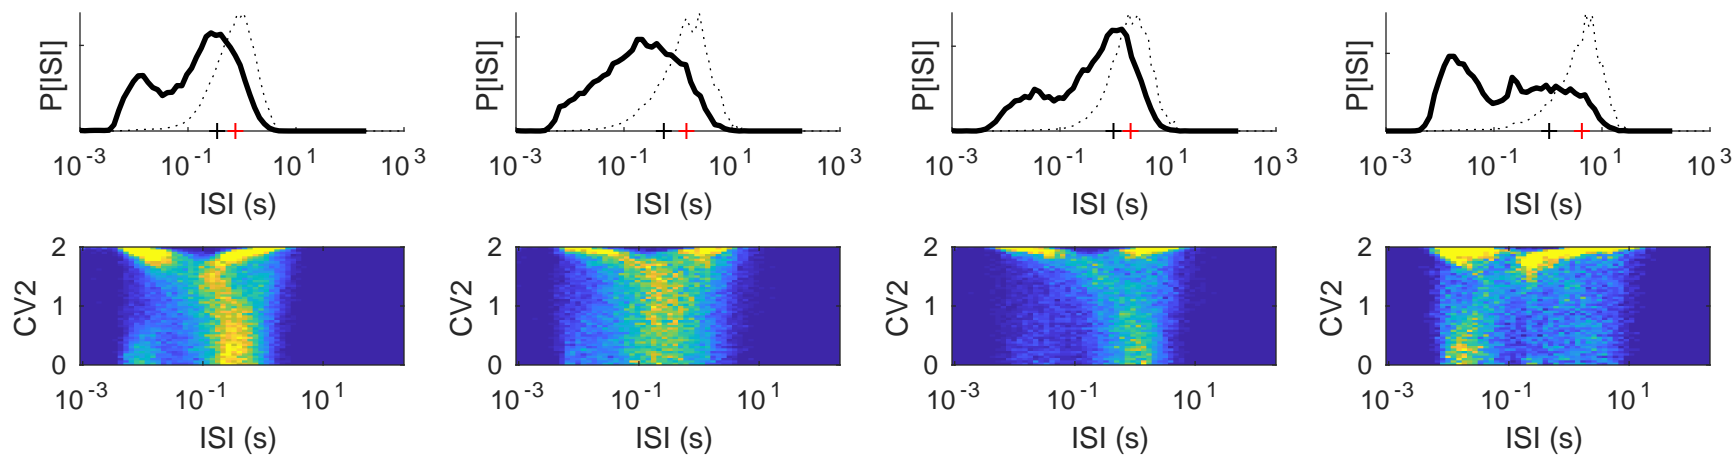 P[ISI] P[ISI] P[ISI] P[ISI]
10^-3 10^-1 10^1 10^3 10^-3 10^-1 10^1 10^3 10^-3 10^-1 10^1 10^3 10^-3 10^-1 10^1 10^3
ISI (s) ISI (s) ISI (s) ISI (s)
2 2 2 2
CV2 CV2 CV2 CV2
1 1 1 1
0 0 0 0
10^-3 10^-1 10^1 10^-3 10^-1 10^1 10^-3 10^-1 10^1 10^-3 10^-1 10^1
ISI (s) ISI (s) ISI (s) ISI (s)